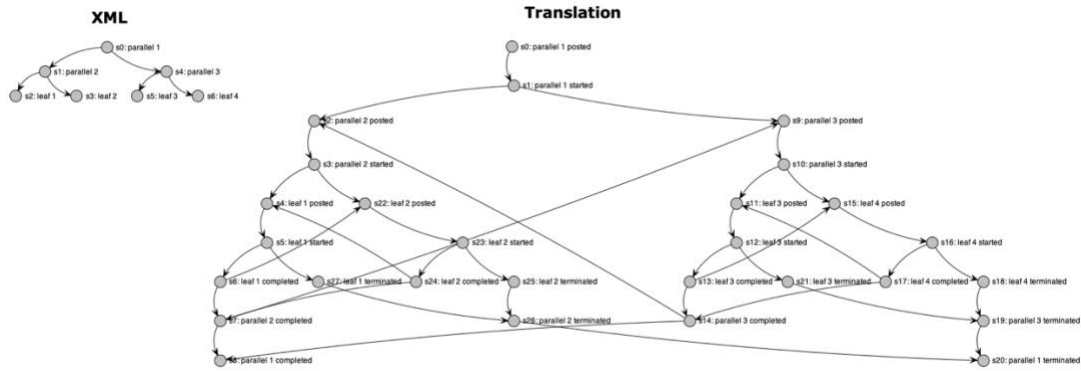 XML
Translation
s0: parallel 1
s0: parallel 1 posted
s1: parallel 2
s4: parallel 3
s1: parallel 1 started
s2: leaf 1
s3: leaf 2
s5: leaf 3
s6: leaf 4
s2: parallel 2 posted
s9: parallel 3 posted
s3: parallel 2 started
s10: parallel 3 started
s4: leaf 1 posted
s22: leaf 2 posted
s11: leaf 3 posted
s15: leaf 4 posted
s5: leaf 1 started
s23: leaf 2 started
s12: leaf 3 started
s16: leaf 4 started
s6: leaf 1 completed
s27: leaf 1 terminated
s24: leaf 2 completed
s25: leaf 2 terminated
s13: leaf 3 completed
s21: leaf 3 terminated
s17: leaf 4 completed
s18: leaf 4 terminated
s7: parallel 2 completed
s26: parallel 2 terminated
s14: parallel 3 completed
s19: parallel 3 terminated
s8: parallel 1 completed
s20: parallel 1 terminated